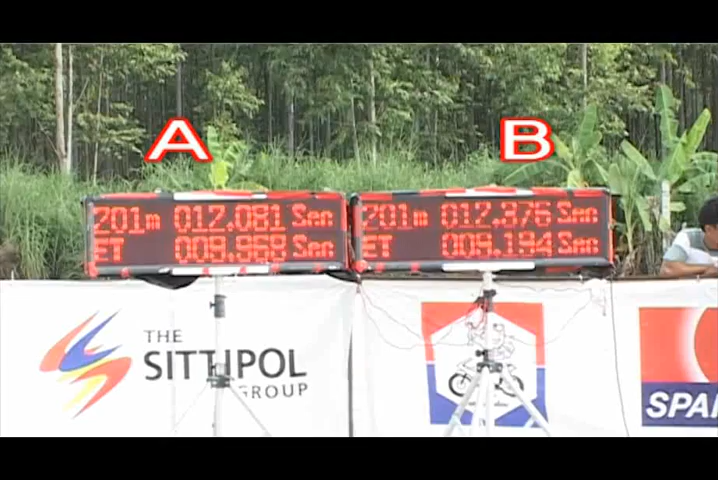 A
B
201m 012.081 Sec
ET 009.969 Sec
201m 012.376 Sec
ET 009.194 Sec
THE
SITTIPOL
GROUP
SPA